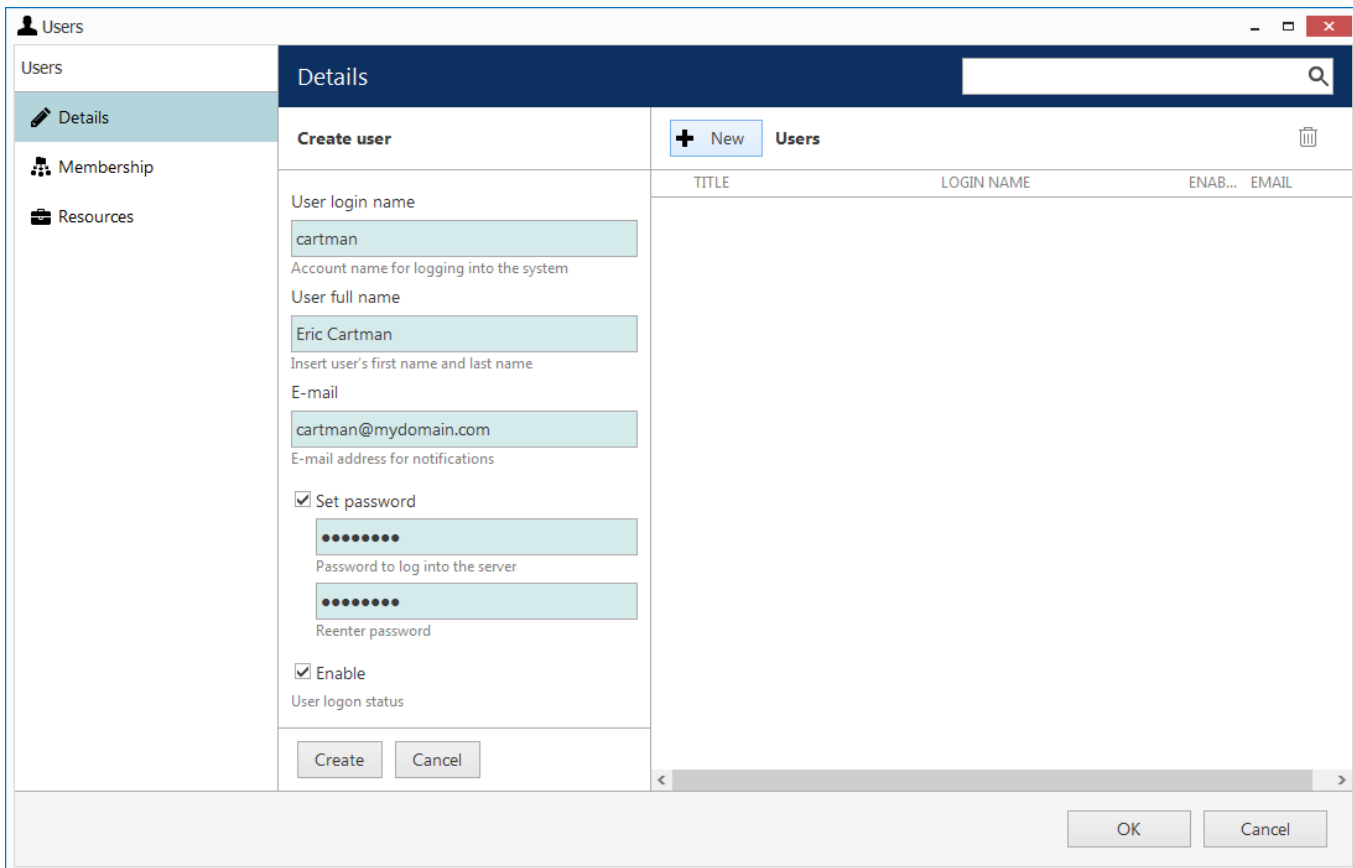 Users
Users
Details
Membership
Resources
Details
Create user
User login name
cartman
Account name for logging into the system
User full name
Eric Cartman
Insert user's first name and last name
E-mail
cartman@mydomain.com
E-mail address for notifications
Set password
••••••••
Password to log into the server
••••••••
Reenter password
Enable
User logon status
Create Cancel
New Users
TITLE LOGIN NAME ENAB... EMAIL
OK Cancel